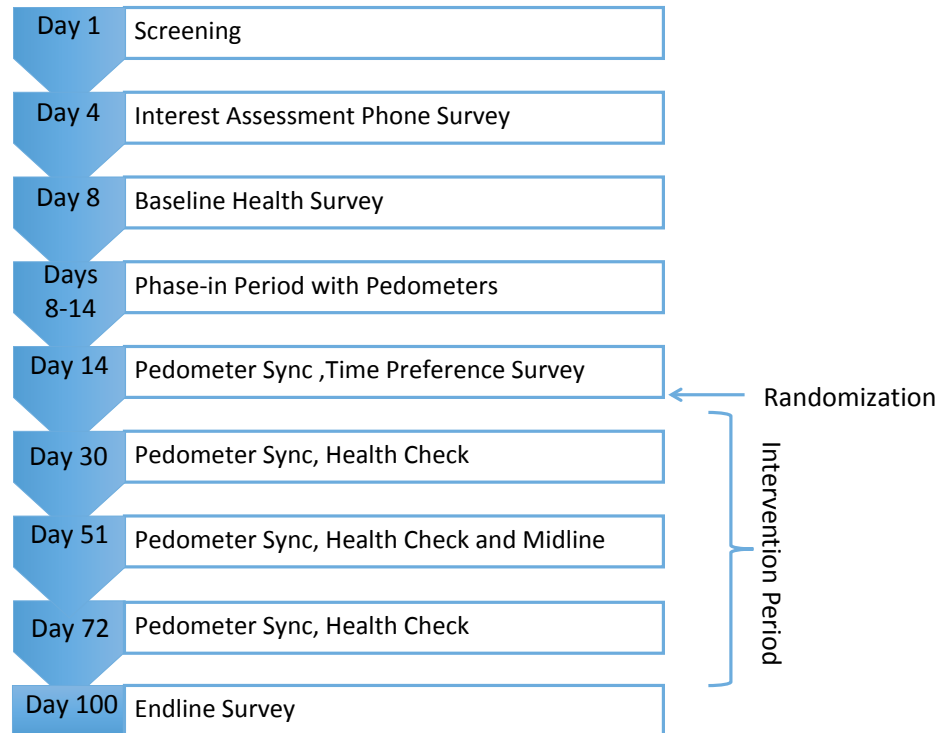 Day 1
Screening
Day 4
Interest Assessment Phone Survey
Day 8
Baseline Health Survey
Days
8-14
Phase-in Period with Pedometers
Day 14
Pedometer Sync ,Time Preference Survey
Randomization
Day 30
Pedometer Sync, Health Check
Day 51
Pedometer Sync, Health Check and Midline
Day 72
Pedometer Sync, Health Check
Intervention Period
Day 100
Endline Survey